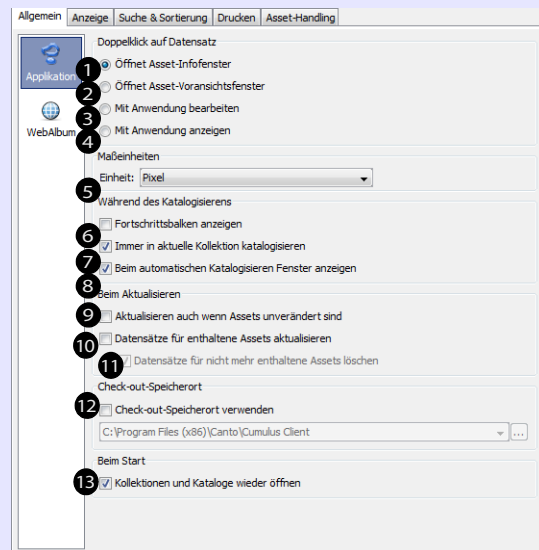 Allgemein Anzeige Suche & Sortierung Drucken Asset-Handling
Applikation
WebAlbum
Doppelklick auf Datensatz
1 Öffnet Asset-Infofenster
2 Öffnet Asset-Voransichtsfenster
3 Mit Anwendung bearbeiten
4 Mit Anwendung anzeigen
Maßeinheiten
5 Einheit: Pixel
Während des Katalogisierens
6 Fortschrittsbalken anzeigen
7 Immer in aktuelle Kollektion katalogisieren
8 Beim automatischen Katalogisieren Fenster anzeigen
Beim Aktualisieren
9 Aktualisieren auch wenn Assets unverändert sind
10 Datensätze für enthaltene Assets aktualisieren
11 Datensätze für nicht mehr enthaltene Assets löschen
Check-out-Speicherort
12 Check-out-Speicherort verwenden
C:\Program Files (x86)\Canto\Cumulus Client ...
Beim Start
13 Kollektionen und Kataloge wieder öffnen